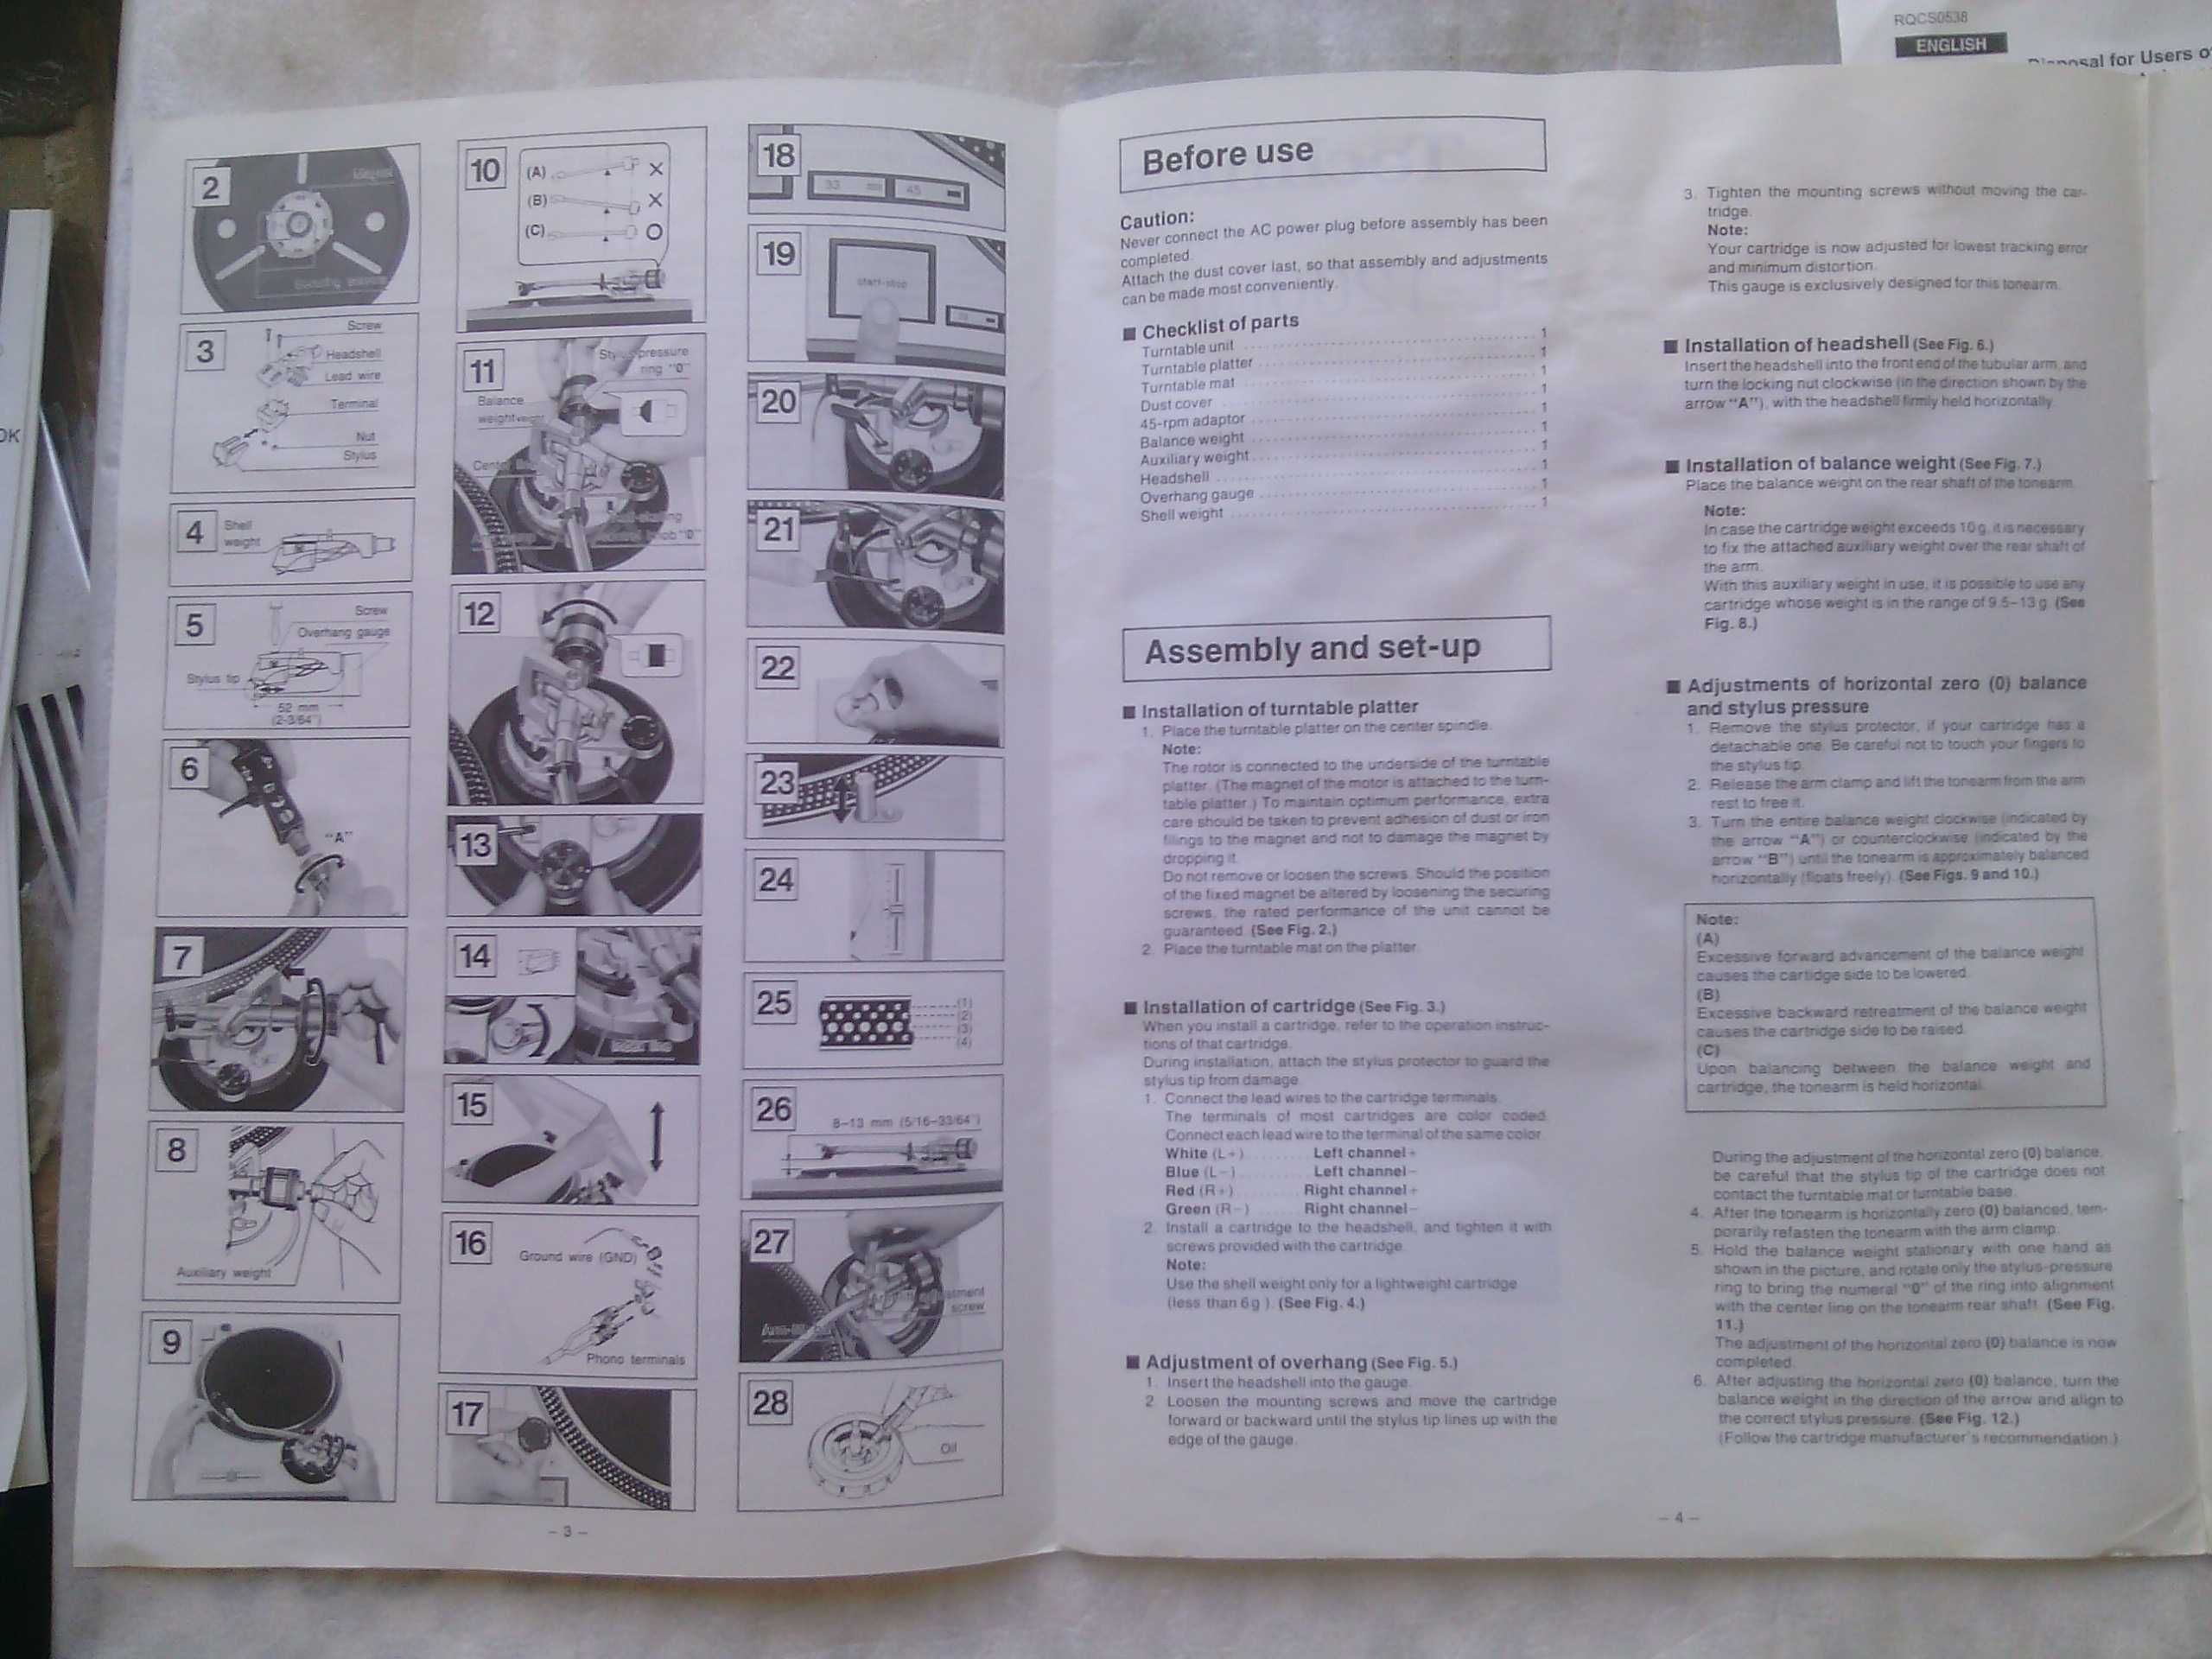 RQCS0538
ENGLISH
posal for Users o
OK
2
3
Screw
Headshell
Lead wire
Terminal
Nut
Stylus
4
Shell
weight
5
Screw
Overhang gauge
Stylus tip
52 mm
(2-3/64")
6
"A"
7
8
Auxiliary weight
9
10
(A)
(B)
(C)
11
Stylus pressure
ring "0"
Balance
weight
12
13
14
15
16
Ground wire (GND)
Phono terminals
17
18
33
45
19
start-stop
20
21
22
23
24
25
(1)
(2)
(3)
(4)
26
8–13 mm (5/16–33/64")
27
screw
28
Oil
– 3 –
Before use
Caution:
Never connect the AC power plug before assembly has been
completed.
Attach the dust cover last, so that assembly and adjustments
can be made most conveniently.
■ Checklist of parts
Turntable unit 1
Turntable platter 1
Turntable mat 1
Dust cover 1
45-rpm adaptor 1
Balance weight 1
Auxiliary weight 1
Headshell 1
Overhang gauge 1
Shell weight 1
Assembly and set-up
■ Installation of turntable platter
1. Place the turntable platter on the center spindle.
Note:
The rotor is connected to the underside of the turntable
platter. (The magnet of the motor is attached to the turn-
table platter.) To maintain optimum performance, extra
care should be taken to prevent adhesion of dust or iron
filings to the magnet and not to damage the magnet by
dropping it.
Do not remove or loosen the screws. Should the position
of the fixed magnet be altered by loosening the securing
screws, the rated performance of the unit cannot be
guaranteed. (See Fig. 2.)
2. Place the turntable mat on the platter.
■ Installation of cartridge (See Fig. 3.)
When you install a cartridge, refer to the operation instruc-
tions of that cartridge.
During installation, attach the stylus protector to guard the
stylus tip from damage.
1. Connect the lead wires to the cartridge terminals.
The terminals of most cartridges are color coded.
Connect each lead wire to the terminal of the same color.
White (L+) Left channel+
Blue (L–) Left channel–
Red (R+) Right channel+
Green (R–) Right channel–
2. Install a cartridge to the headshell, and tighten it with
screws provided with the cartridge.
Note:
Use the shell weight only for a lightweight cartridge
(less than 6g ). (See Fig. 4.)
■ Adjustment of overhang (See Fig. 5.)
1. Insert the headshell into the gauge.
2. Loosen the mounting screws and move the cartridge
forward or backward until the stylus tip lines up with the
edge of the gauge.
3. Tighten the mounting screws without moving the car-
tridge.
Note:
Your cartridge is now adjusted for lowest tracking error
and minimum distortion.
This gauge is exclusively designed for this tonearm.
■ Installation of headshell (See Fig. 6.)
Insert the headshell into the front end of the tubular arm, and
turn the locking nut clockwise (in the direction shown by the
arrow "A"), with the headshell firmly held horizontally.
■ Installation of balance weight (See Fig. 7.)
Place the balance weight on the rear shaft of the tonearm.
Note:
In case the cartridge weight exceeds 10g, it is necessary
to fix the attached auxiliary weight over the rear shaft of
the arm.
With this auxiliary weight in use, it is possible to use any
cartridge whose weight is in the range of 9.5–13 g. (See
Fig. 8.)
■ Adjustments of horizontal zero (0) balance
and stylus pressure
1. Remove the stylus protector, if your cartridge has a
detachable one. Be careful not to touch your fingers to
the stylus tip.
2. Release the arm clamp and lift the tonearm from the arm
rest to free it.
3. Turn the entire balance weight clockwise (indicated by
the arrow "A") or counterclockwise (indicated by the
arrow "B") until the tonearm is approximately balanced
horizontally (floats freely). (See Figs. 9 and 10.)
Note:
(A)
Excessive forward advancement of the balance weight
causes the cartidge side to be lowered.
(B)
Excessive backward retreatment of the balance weight
causes the cartridge side to be raised.
(C)
Upon balancing between the balance weight and
cartridge, the tonearm is held horizontal.
During the adjustment of the horizontal zero (0) balance,
be careful that the stylus tip of the cartridge does not
contact the turntable mat or turntable base.
4. After the tonearm is horizontally zero (0) balanced, tem-
porarily refasten the tonearm with the arm clamp.
5. Hold the balance weight stationary with one hand as
shown in the picture, and rotate only the stylus-pressure
ring to bring the numeral "0" of the ring into alignment
with the center line on the tonearm rear shaft. (See Fig.
11.)
The adjustment of the horizontal zero (0) balance is now
completed.
6. After adjusting the horizontal zero (0) balance, turn the
balance weight in the direction of the arrow and align to
the correct stylus pressure. (See Fig. 12.)
(Follow the cartridge manufacturer's recommendation.)
– 4 –